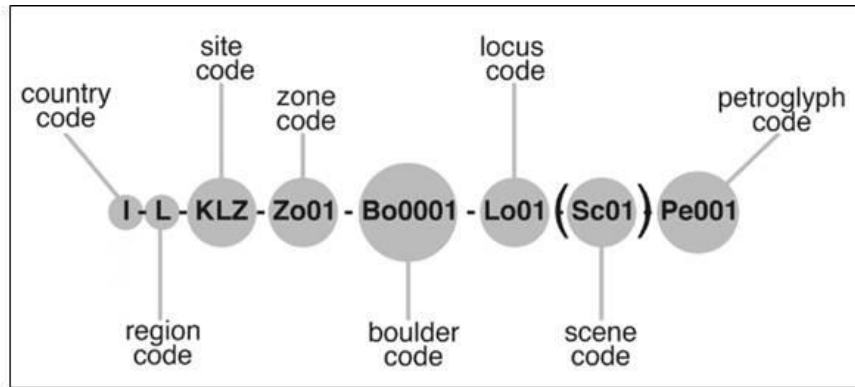 site
code
locus
code
country
code
zone
code
petroglyph
code
I - L - KLZ - Zo01 - Bo0001 - Lo01 (Sc01) - Pe001
region
code
boulder
code
scene
code